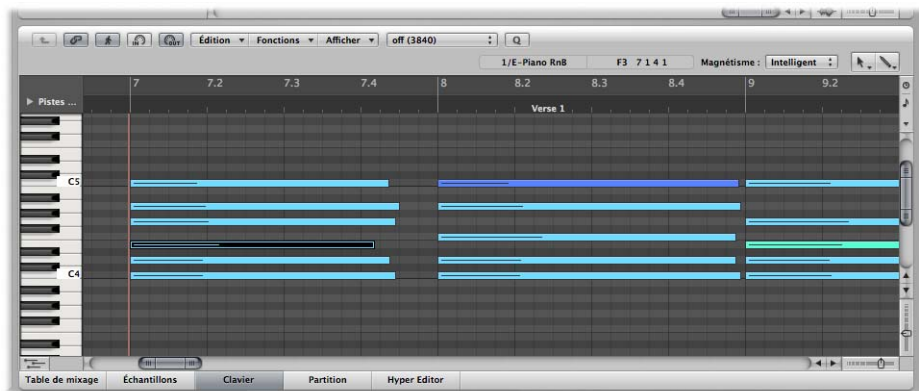 IN OUT Édition Fonctions Afficher off (3840) Q
1/E-Piano RnB F3 7 1 4 1 Magnétisme : Intelligent
7 7.2 7.3 7.4 8 8.2 8.3 8.4 9 9.2
Pistes ... Verse 1
C5
C4
Table de mixage Échantillons Clavier Partition Hyper Editor